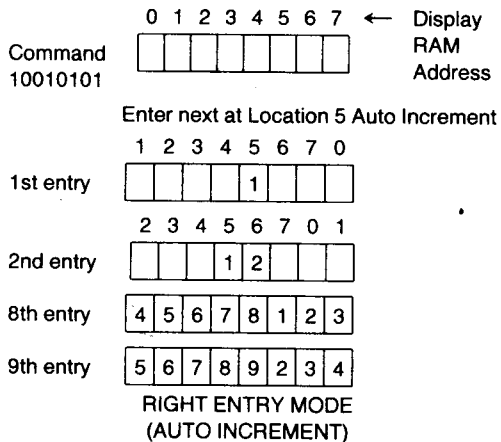 0 1 2 3 4 5 6 7 ← Display
RAM
Address
Command
10010101
Enter next at Location 5 Auto Increment
1 2 3 4 5 6 7 0
1st entry 1
2 3 4 5 6 7 0 1
2nd entry 1 2
8th entry 4 5 6 7 8 1 2 3
9th entry 5 6 7 8 9 2 3 4
RIGHT ENTRY MODE
(AUTO INCREMENT)